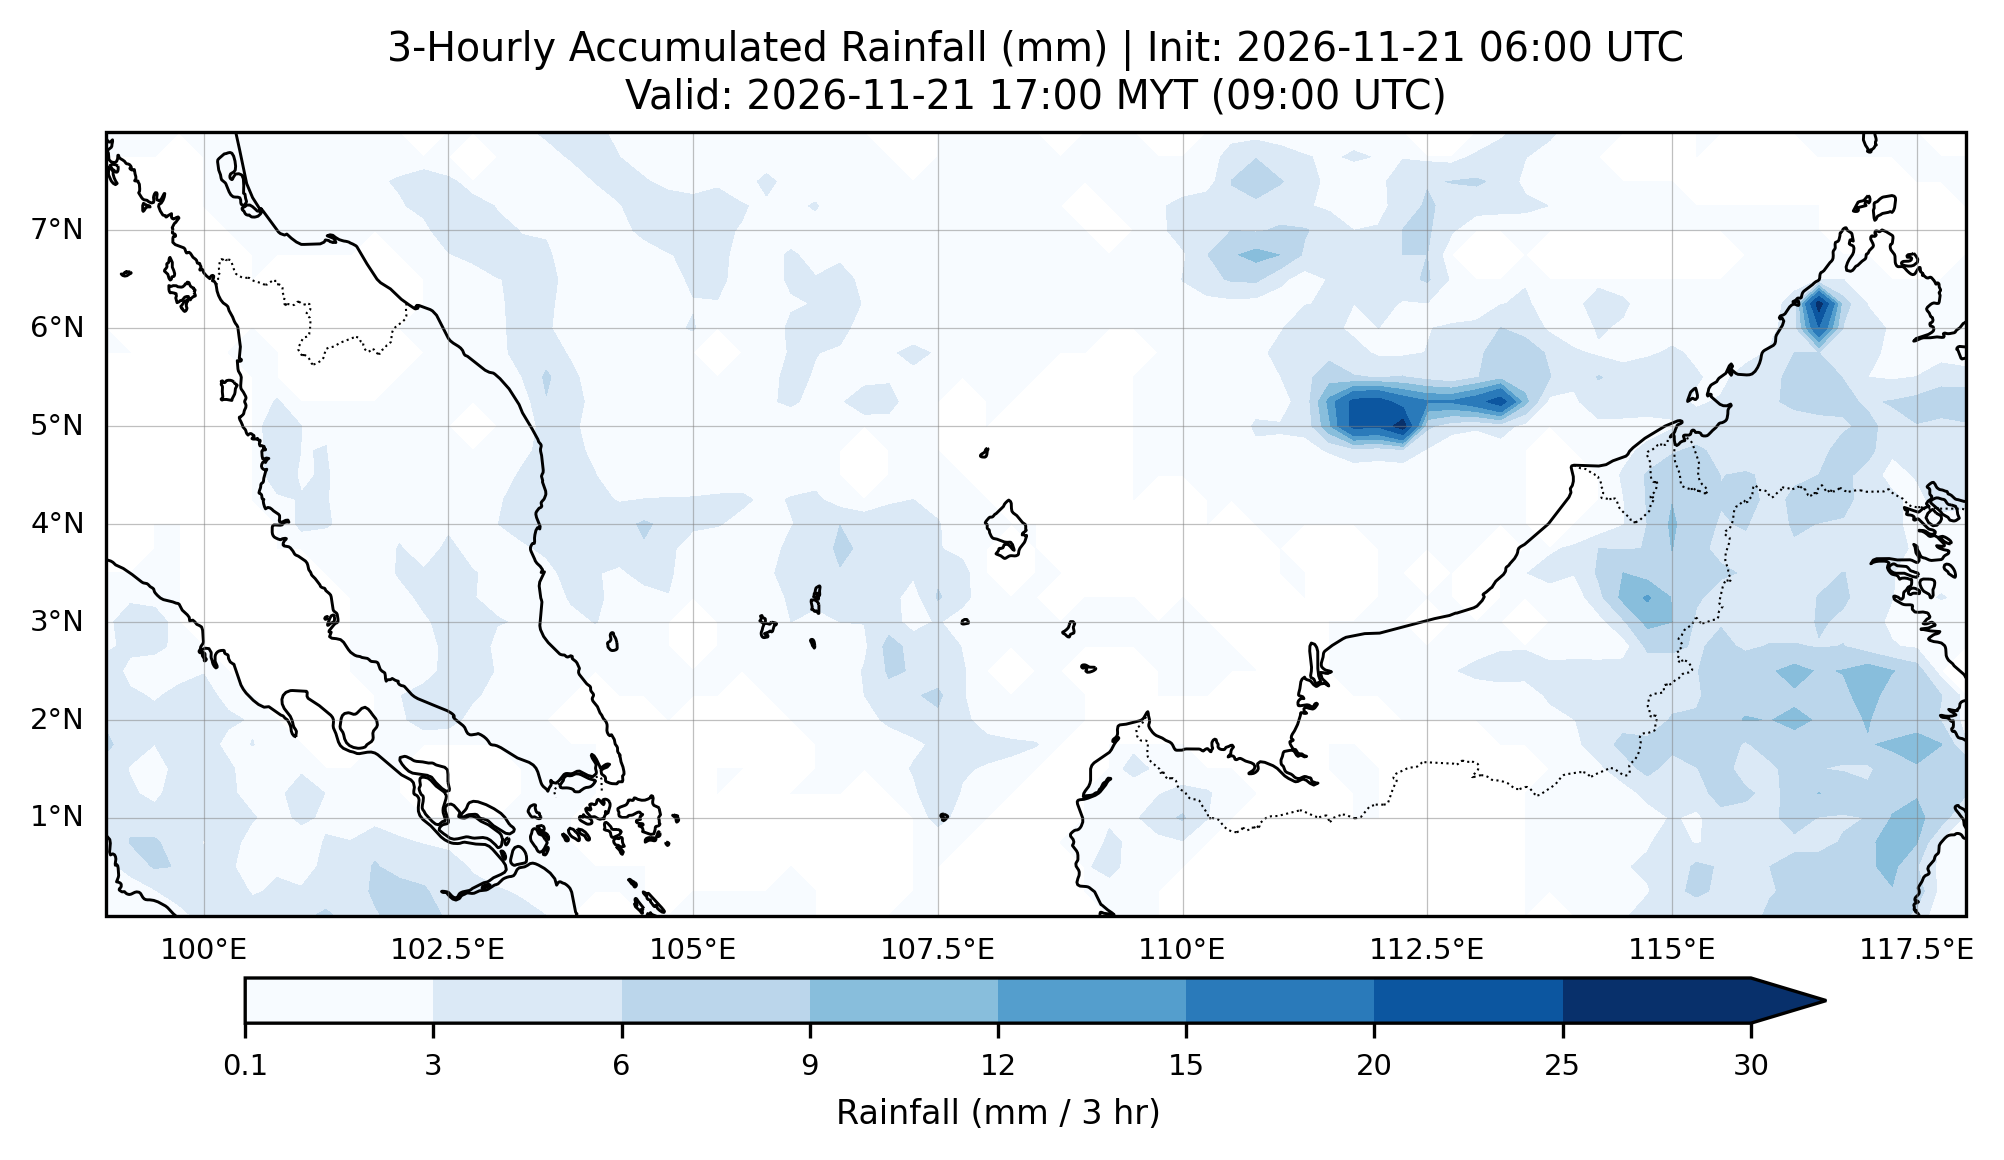 3-Hourly Accumulated Rainfall (mm) | Init: 2026-11-21 06:00 UTC
Valid: 2026-11-21 17:00 MYT (09:00 UTC)
7°N
6°N
5°N
4°N
3°N
2°N
1°N
100°E 102.5°E 105°E 107.5°E 110°E 112.5°E 115°E 117.5°E
0.1 3 6 9 12 15 20 25 30
Rainfall (mm / 3 hr)